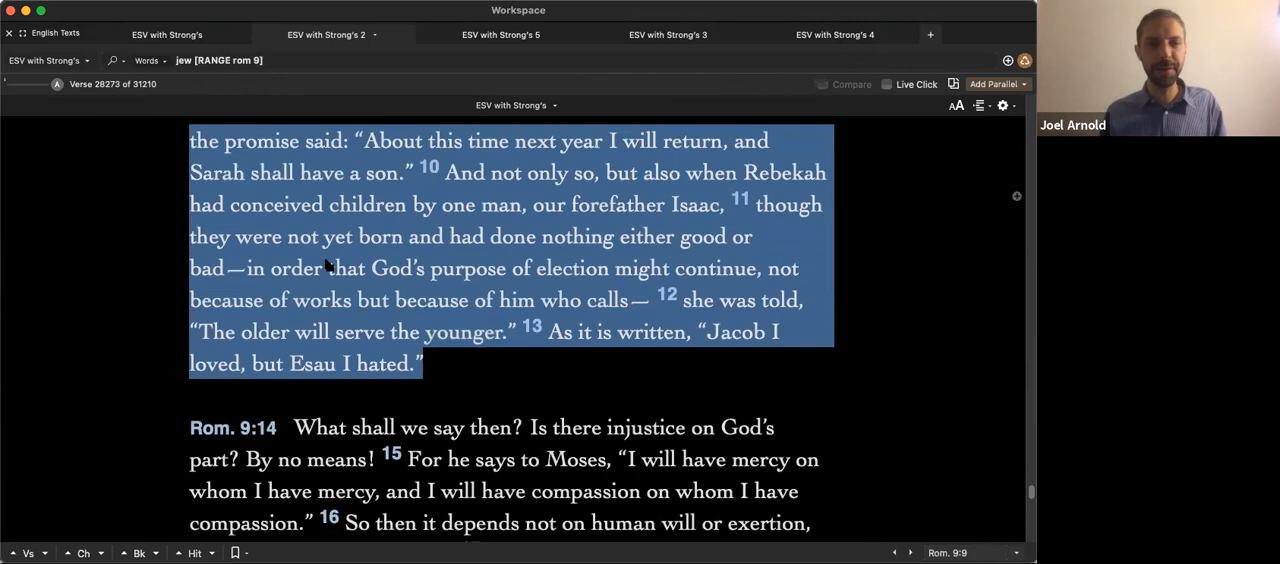 Workspace
English Texts
ESV with Strong's
ESV with Strong's 2
ESV with Strong's 5
ESV with Strong's 3
ESV with Strong's 4
ESV with Strong's
Words
jew [RANGE rom 9]
A Verse 28273 of 31210
Compare
Live Click
Add Parallel
ESV with Strong's
AA
the promise said: “About this time next year I will return, and
Sarah shall have a son.” 10 And not only so, but also when Rebekah
had conceived children by one man, our forefather Isaac, 11 though
they were not yet born and had done nothing either good or
bad—in order that God's purpose of election might continue, not
because of works but because of him who calls— 12 she was told,
“The older will serve the younger.” 13 As it is written, “Jacob I
loved, but Esau I hated.”
Rom. 9:14 What shall we say then? Is there injustice on God's
part? By no means! 15 For he says to Moses, “I will have mercy on
whom I have mercy, and I will have compassion on whom I have
compassion.” 16 So then it depends not on human will or exertion,
Vs Ch Bk Hit
Rom. 9:9
Joel Arnold